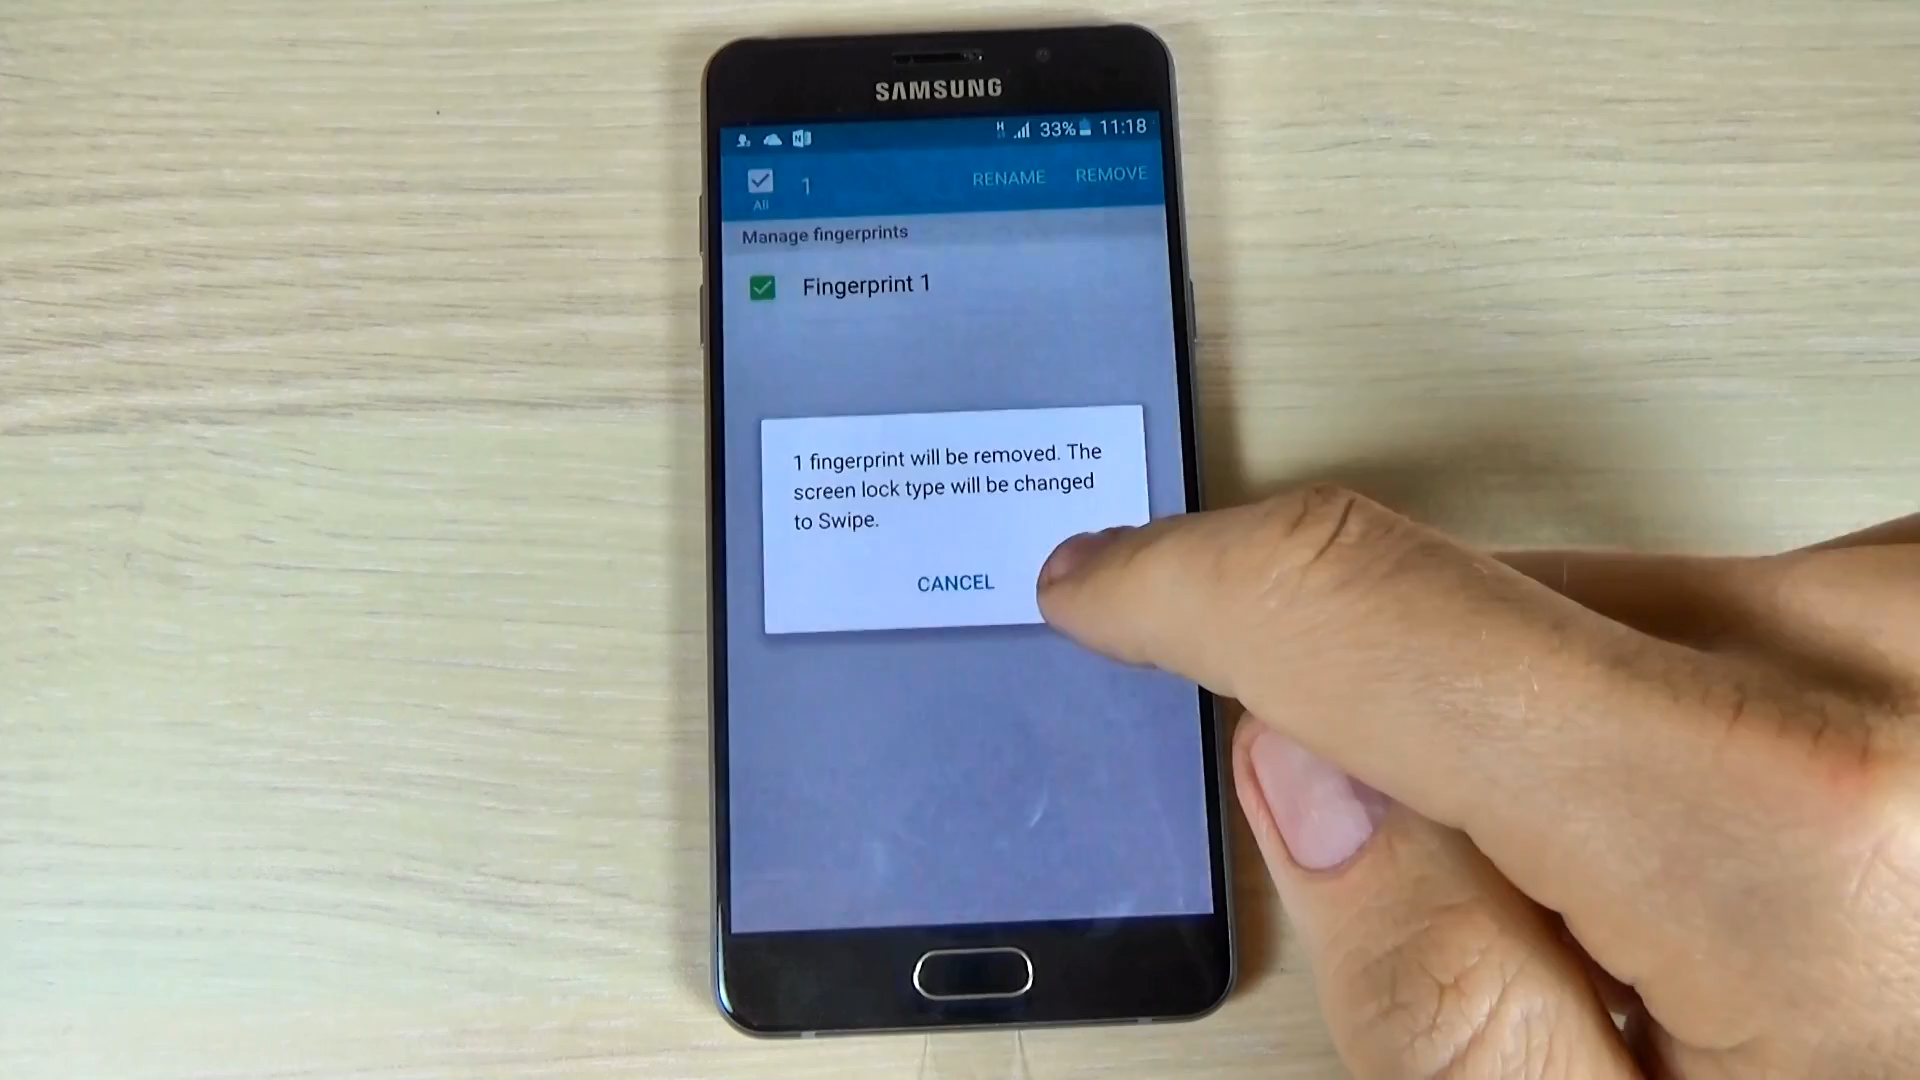 SAMSUNG
H 33% 11:18
All 1 RENAME REMOVE
Manage fingerprints
Fingerprint 1
1 fingerprint will be removed. The
screen lock type will be changed
to Swipe.
CANCEL